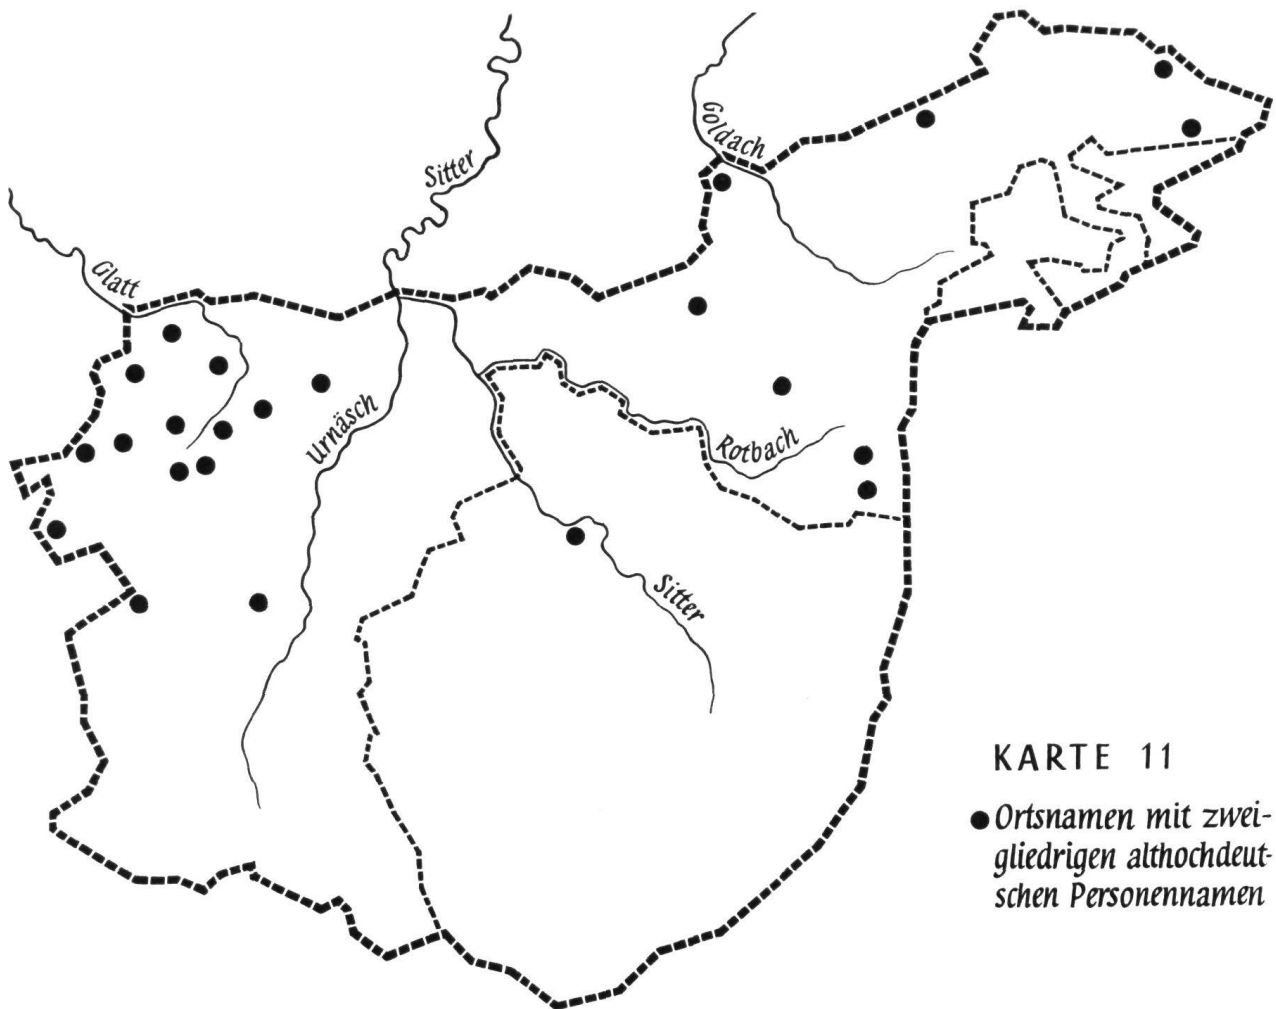 Goldach
Sitter
Glatt
Urnäsch
Rotbach
Sitter
KARTE 11
Ortsnamen mit zwei-
gliedrigen althochdeut-
schen Personennamen